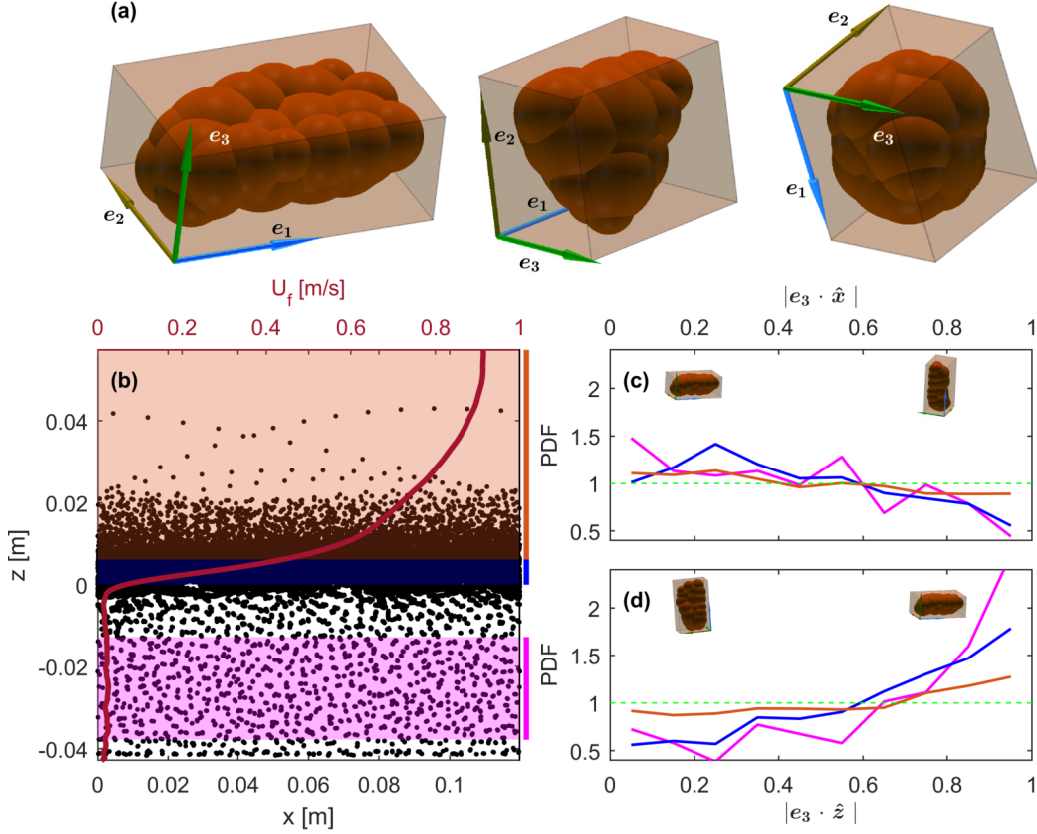 (a)
e₃
e₂
e₁
e₂
e₁
e₃
e₂
e₃
e₁
U_f [m/s]
0 0.2 0.4 0.6 0.8 1
(b)
0.04
0.02
0
-0.02
-0.04
z [m]
0 0.02 0.04 0.06 0.08 0.1
x [m]
|e₃ · x̂|
0 0.2 0.4 0.6 0.8 1
(c)
2
1.5
1
0.5
PDF
(d)
2
1.5
1
0.5
PDF
0 0.2 0.4 0.6 0.8 1
|e₃ · ẑ|